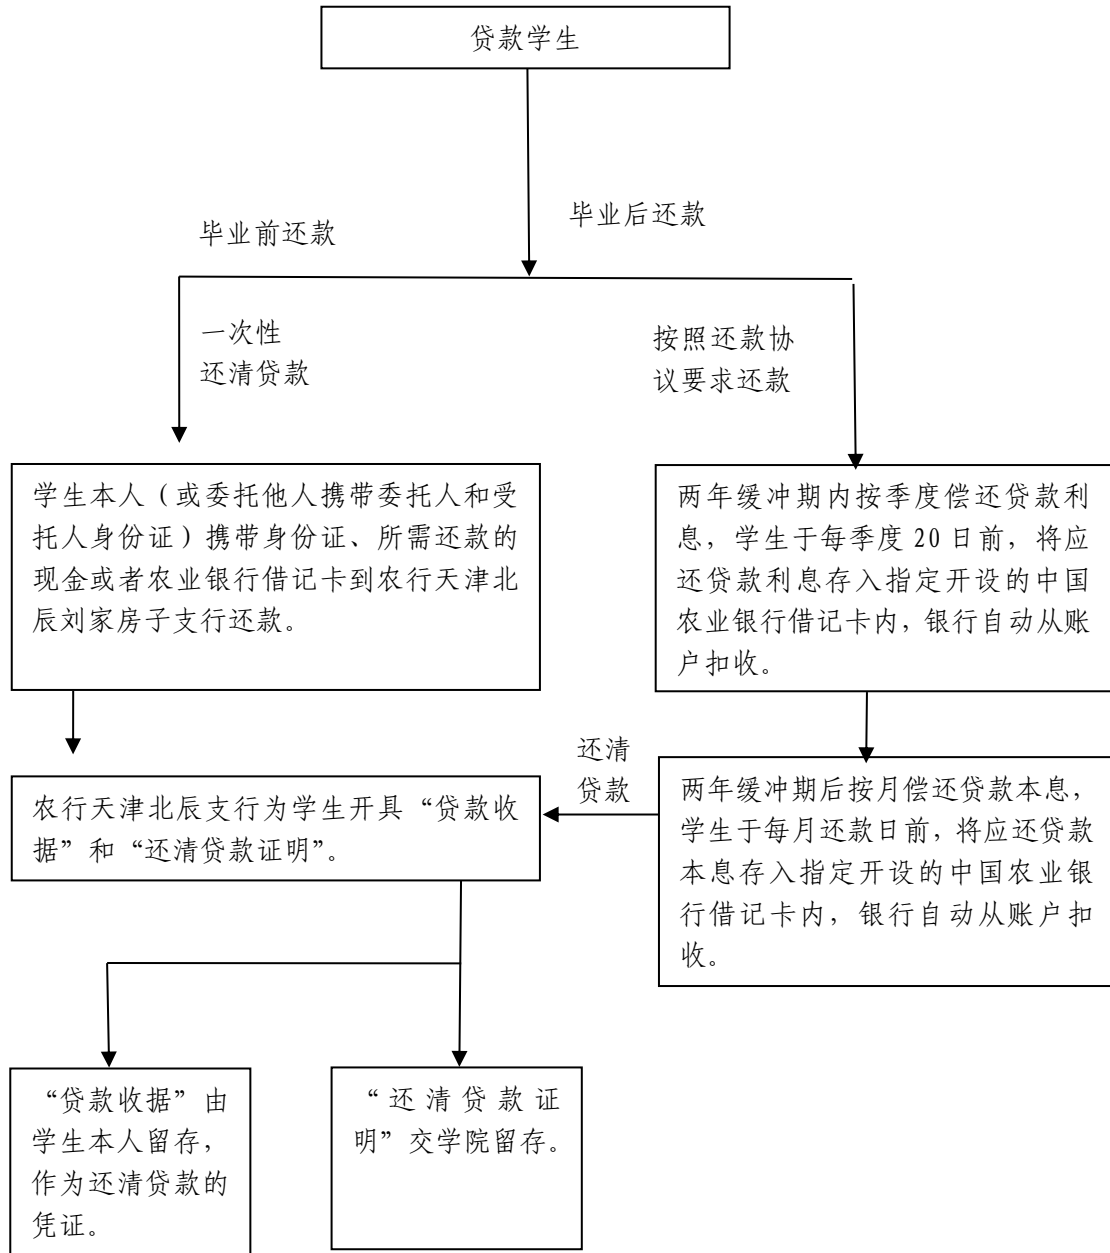 贷款学生
毕业后还款
毕业前还款
一次性
还清贷款
按照还款协
议要求还款
学生本人（或委托他人携带委托人和受
托人身份证）携带身份证、所需还款的
现金或者农业银行借记卡到农行天津北
辰刘家房子支行还款。
两年缓冲期内按季度偿还贷款利
息，学生于每季度 20 日前，将应
还贷款利息存入指定开设的中国
农业银行借记卡内，银行自动从账
户扣收。
还清
贷款
农行天津北辰支行为学生开具“贷款收
据”和“还清贷款证明”。
两年缓冲期后按月偿还贷款本息，
学生于每月还款日前，将应还贷款
本息存入指定开设的中国农业银
行借记卡内，银行自动从账户扣
收。
“贷款收据”由
学生本人留存，
作为还清贷款的
凭证。
“还清贷款证
明”交学院留存。